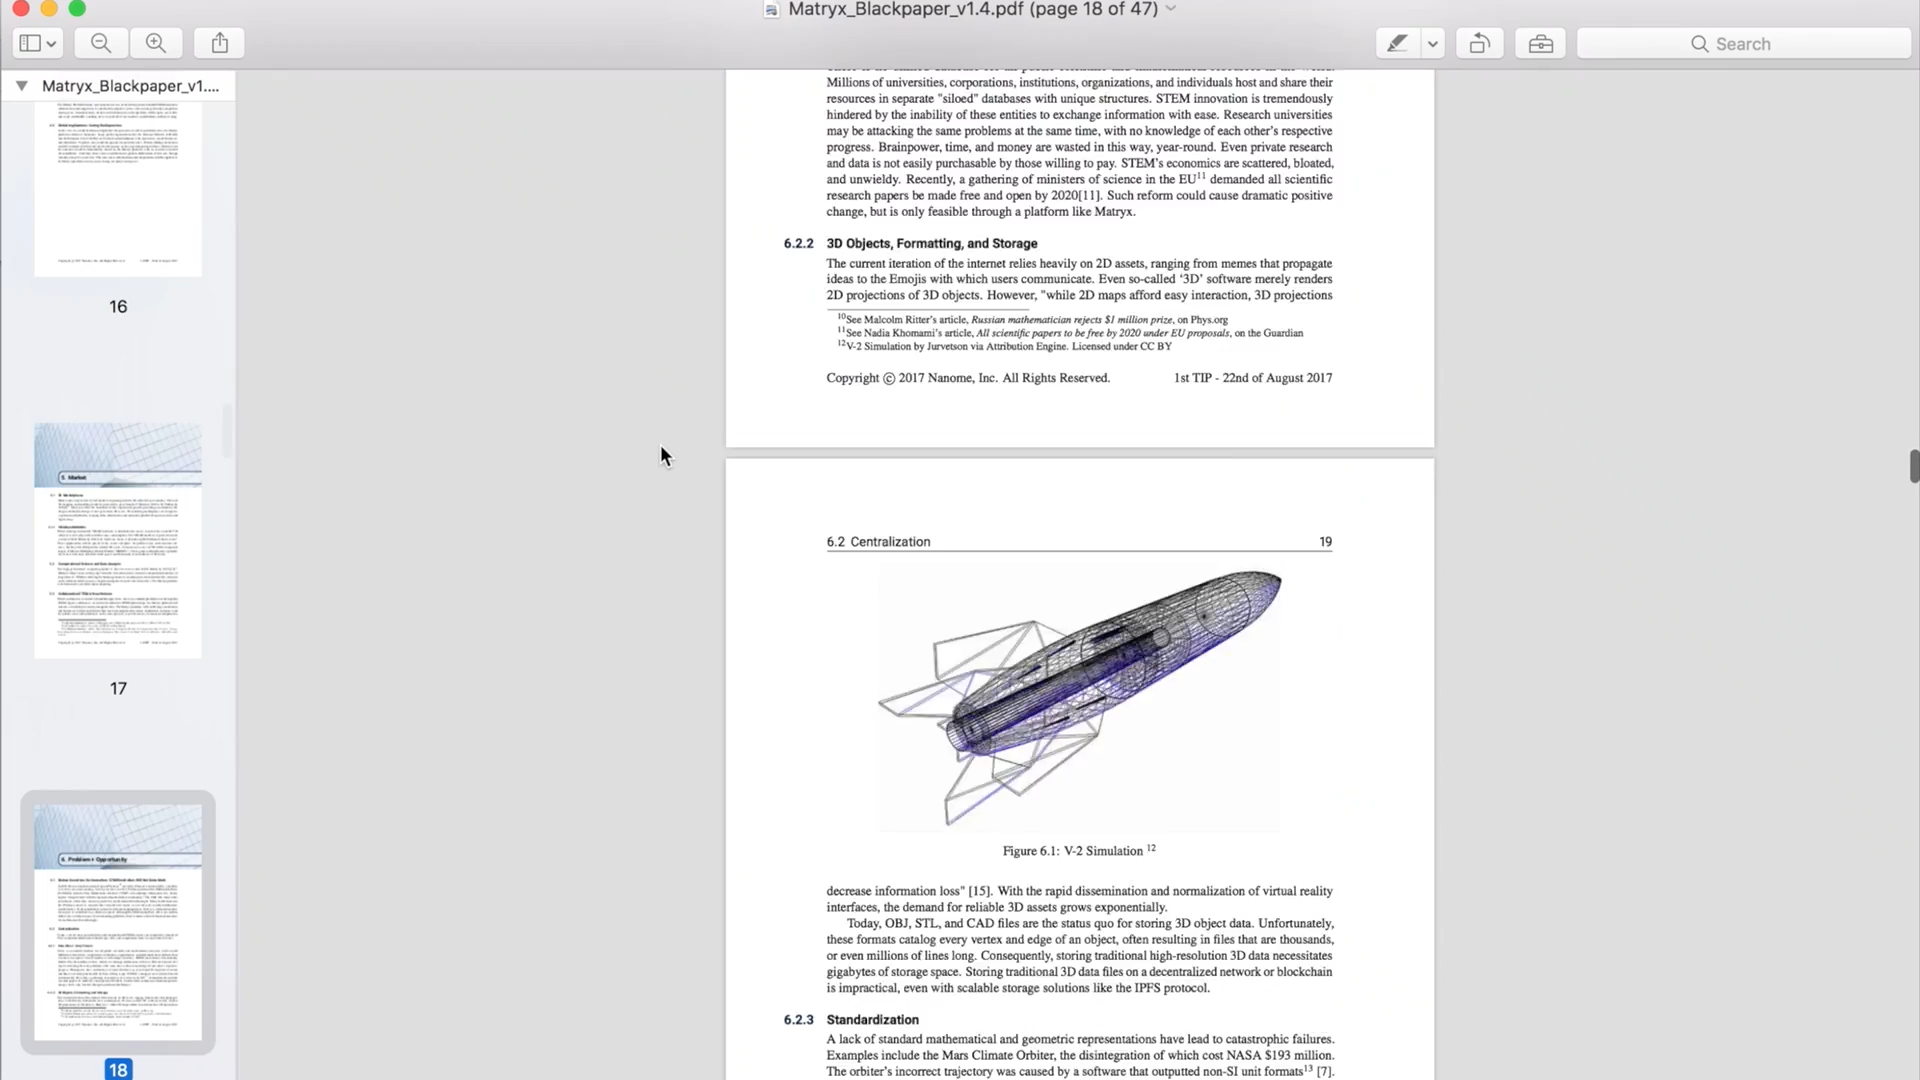 Matryx_Blackpaper_v1.4.pdf (page 18 of 47)
Search
Matryx_Blackpaper_v1....
16
5. Market
17
6. Problem + Opportunity
18
Millions of universities, corporations, institutions, organizations, and individuals host and share their
resources in separate "siloed" databases with unique structures. STEM innovation is tremendously
hindered by the inability of these entities to exchange information with ease. Research universities
may be attacking the same problems at the same time, with no knowledge of each other's respective
progress. Brainpower, time, and money are wasted in this way, year-round. Even private research
and data is not easily purchasable by those willing to pay. STEM's economics are scattered, bloated,
and unwieldy. Recently, a gathering of ministers of science in the EU11 demanded all scientific
research papers be made free and open by 2020[11]. Such reform could cause dramatic positive
change, but is only feasible through a platform like Matryx.
6.2.2 3D Objects, Formatting, and Storage
The current iteration of the internet relies heavily on 2D assets, ranging from memes that propagate
ideas to the Emojis with which users communicate. Even so-called '3D' software merely renders
2D projections of 3D objects. However, "while 2D maps afford easy interaction, 3D projections
10See Malcolm Ritter's article, Russian mathematician rejects $1 million prize, on Phys.org
11See Nadia Khomami's article, All scientific papers to be free by 2020 under EU proposals, on the Guardian
12V-2 Simulation by Jurvetson via Attribution Engine. Licensed under CC BY
Copyright © 2017 Nanome, Inc. All Rights Reserved. 1st TIP - 22nd of August 2017
6.2 Centralization 19
Figure 6.1: V-2 Simulation 12
decrease information loss" [15]. With the rapid dissemination and normalization of virtual reality
interfaces, the demand for reliable 3D assets grows exponentially.
Today, OBJ, STL, and CAD files are the status quo for storing 3D object data. Unfortunately,
these formats catalog every vertex and edge of an object, often resulting in files that are thousands,
or even millions of lines long. Consequently, storing traditional high-resolution 3D data necessitates
gigabytes of storage space. Storing traditional 3D data files on a decentralized network or blockchain
is impractical, even with scalable storage solutions like the IPFS protocol.
6.2.3 Standardization
A lack of standard mathematical and geometric representations have lead to catastrophic failures.
Examples include the Mars Climate Orbiter, the disintegration of which cost NASA $193 million.
The orbiter's incorrect trajectory was caused by a software that outputted non-SI unit formats13 [7].